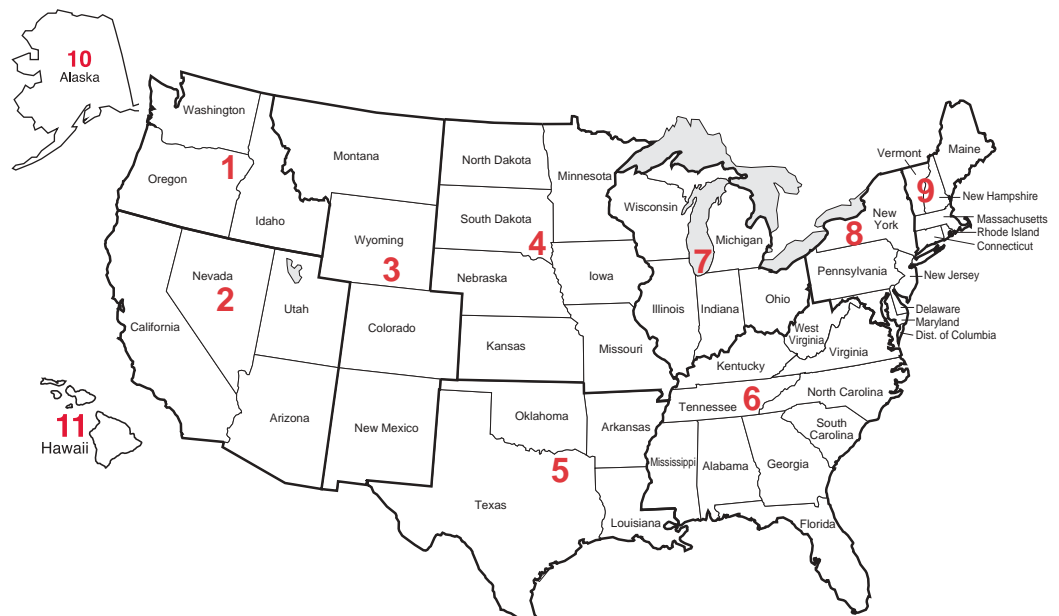 10
Alaska
Washington
Oregon
1
Idaho
Montana
Wyoming
3
North Dakota
South Dakota
4
Nebraska
Minnesota
Wisconsin
Michigan
7
Iowa
Illinois
Indiana
Ohio
Vermont
9
Maine
New Hampshire
Massachusetts
Rhode Island
Connecticut
New
York
8
Pennsylvania
New Jersey
Delaware
Maryland
Dist. of Columbia
Nevada
2
California
Utah
Colorado
Kansas
Missouri
Kentucky
West
Virginia
Virginia
11
Hawaii
Arizona
New Mexico
Oklahoma
5
Texas
Arkansas
Louisiana
Tennessee
6
North Carolina
South
Carolina
Mississippi
Alabama
Georgia
Florida